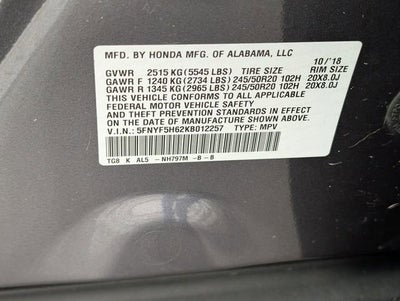 MFD. BY HONDA MFG. OF ALABAMA, LLC 10/'18
GVWR 2515 KG (5545 LBS) TIRE SIZE RIM SIZE
GAWR F 1240 KG (2734 LBS) 245/50R20 102H 20X8.0J
GAWR R 1345 KG (2965 LBS) 245/50R20 102H 20X8.0J
THIS VEHICLE CONFORMS TO ALL APPLICABLE
FEDERAL MOTOR VEHICLE SAFETY
AND THEFT PREVENTION STANDARDS IN EFFECT
ON THE DATE OF MANUFACTURE SHOWN ABOVE.
V.I.N.: 5FNYF5H62KB012257 TYPE: MPV
TG8 K AL5 - NH797M - B - B